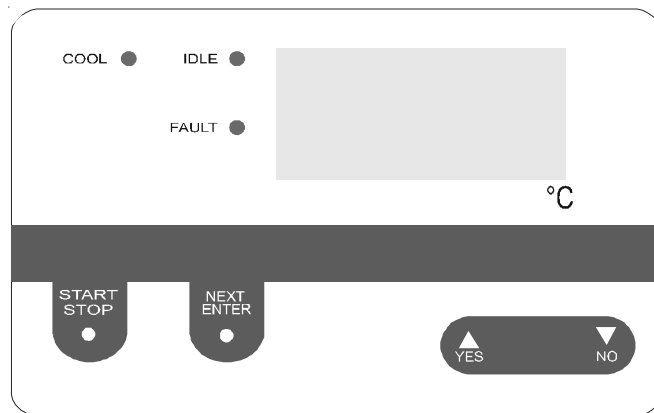 COOL IDLE
FAULT
°C
START
STOP
NEXT
ENTER
YES
NO